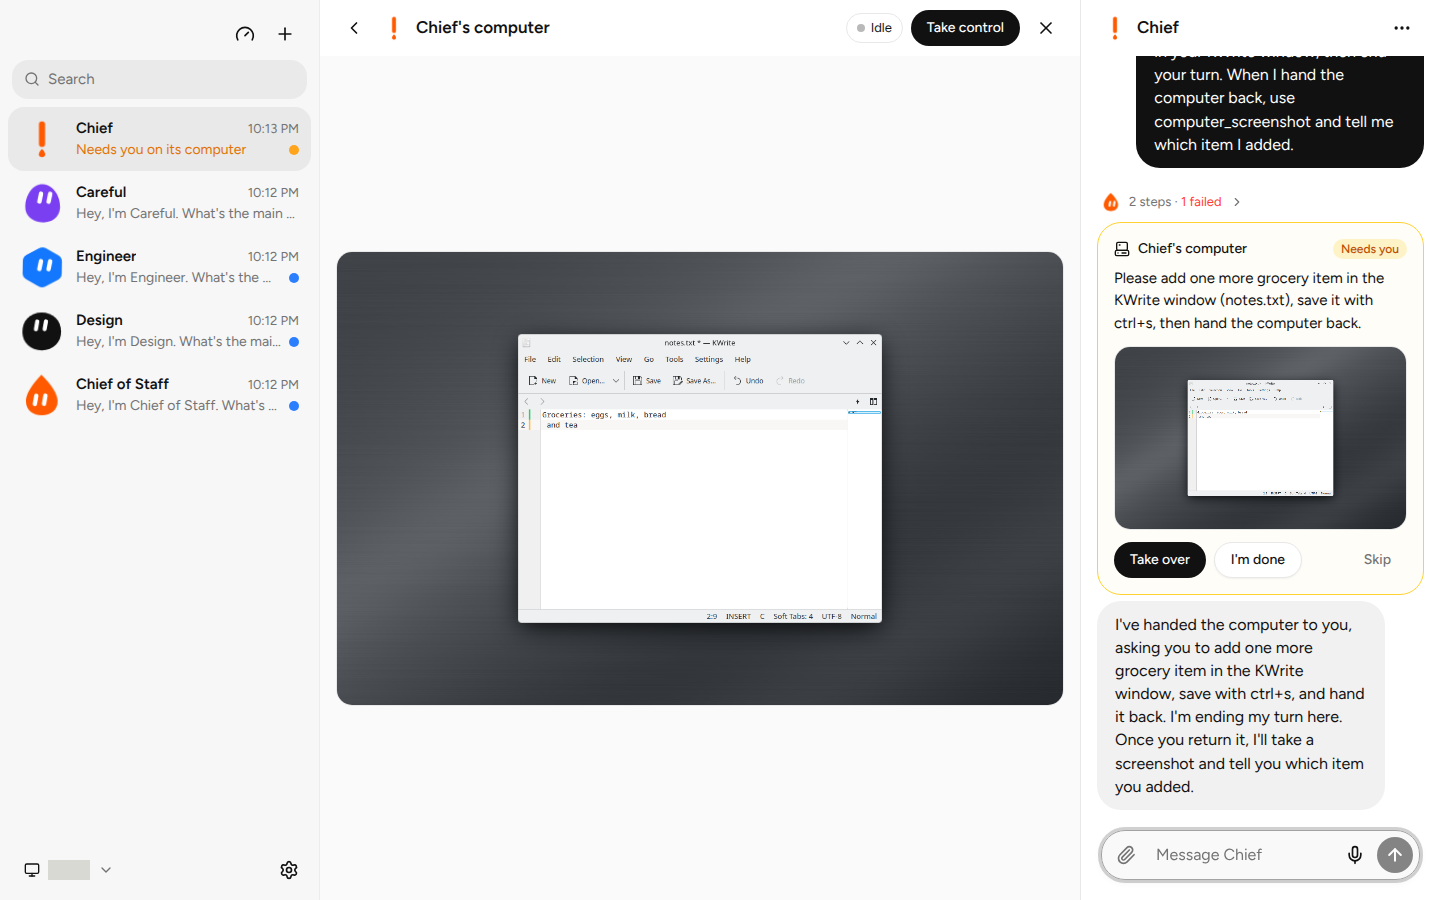 Search
Chief
10:13 PM
Needs you on its computer
Careful
10:12 PM
Hey, I'm Careful. What's the main ...
Engineer
10:12 PM
Hey, I'm Engineer. What's the ...
Design
10:12 PM
Hey, I'm Design. What's the mai...
Chief of Staff
10:12 PM
Hey, I'm Chief of Staff. What's ...
Chief's computer
Idle
Take control
notes.txt * — KWrite
File Edit Selection View Go Tools Settings Help
New Open... Save Save As... Undo Redo
1 Groceries: eggs, milk, bread
2 and tea
2:9 INSERT C Soft Tabs: 4 UTF-8 Normal
Chief
your turn. When I hand the
computer back, use
computer_screenshot and tell me
which item I added.
2 steps · 1 failed
Chief's computer
Needs you
Please add one more grocery item in the
KWrite window (notes.txt), save it with
ctrl+s, then hand the computer back.
Take over
I'm done
Skip
I've handed the computer to you,
asking you to add one more
grocery item in the KWrite
window, save with ctrl+s, and hand
it back. I'm ending my turn here.
Once you return it, I'll take a
screenshot and tell you which item
you added.
Message Chief